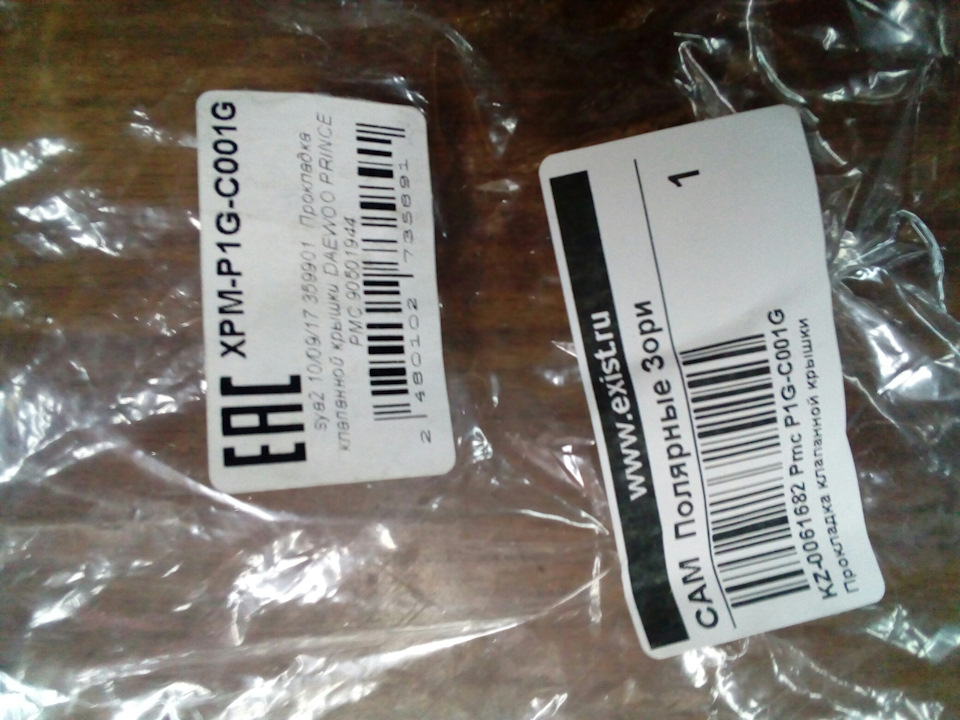 XPM-P1G-C001G
EAC
sya2 10/09/17 359901 Прокладка
клапанной крышки DAEWOO PRINCE
PMC 90501944
2 480102 735891
www.exist.ru
САМ Полярные Зори
1
KZ-0061682 Pmc P1G-C001G
Прокладка клапанной крышки